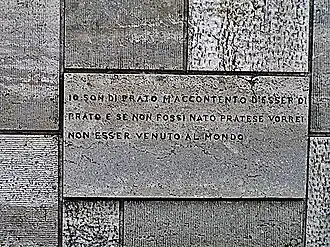 IO SON DI PRATO M'ACCONTENTO D'ESSER DI
PRATO E SE NON FOSSI NATO PRATESE VORREI
NON ESSER VENUTO AL MONDO